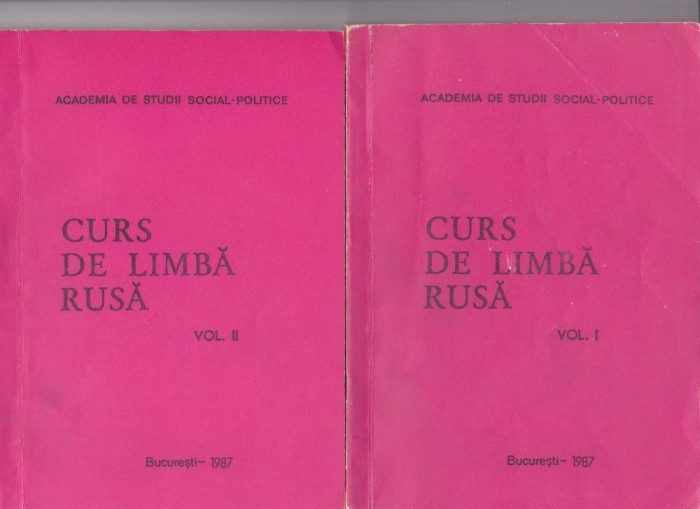 ACADEMIA DE STUDII SOCIAL-POLITICE
CURS
DE LIMBĂ
RUSĂ
VOL. II
București- 1987
ACADEMIA DE STUDII SOCIAL-POLITICE
CURS
DE LIMBĂ
RUSĂ
VOL. I
București- 1987